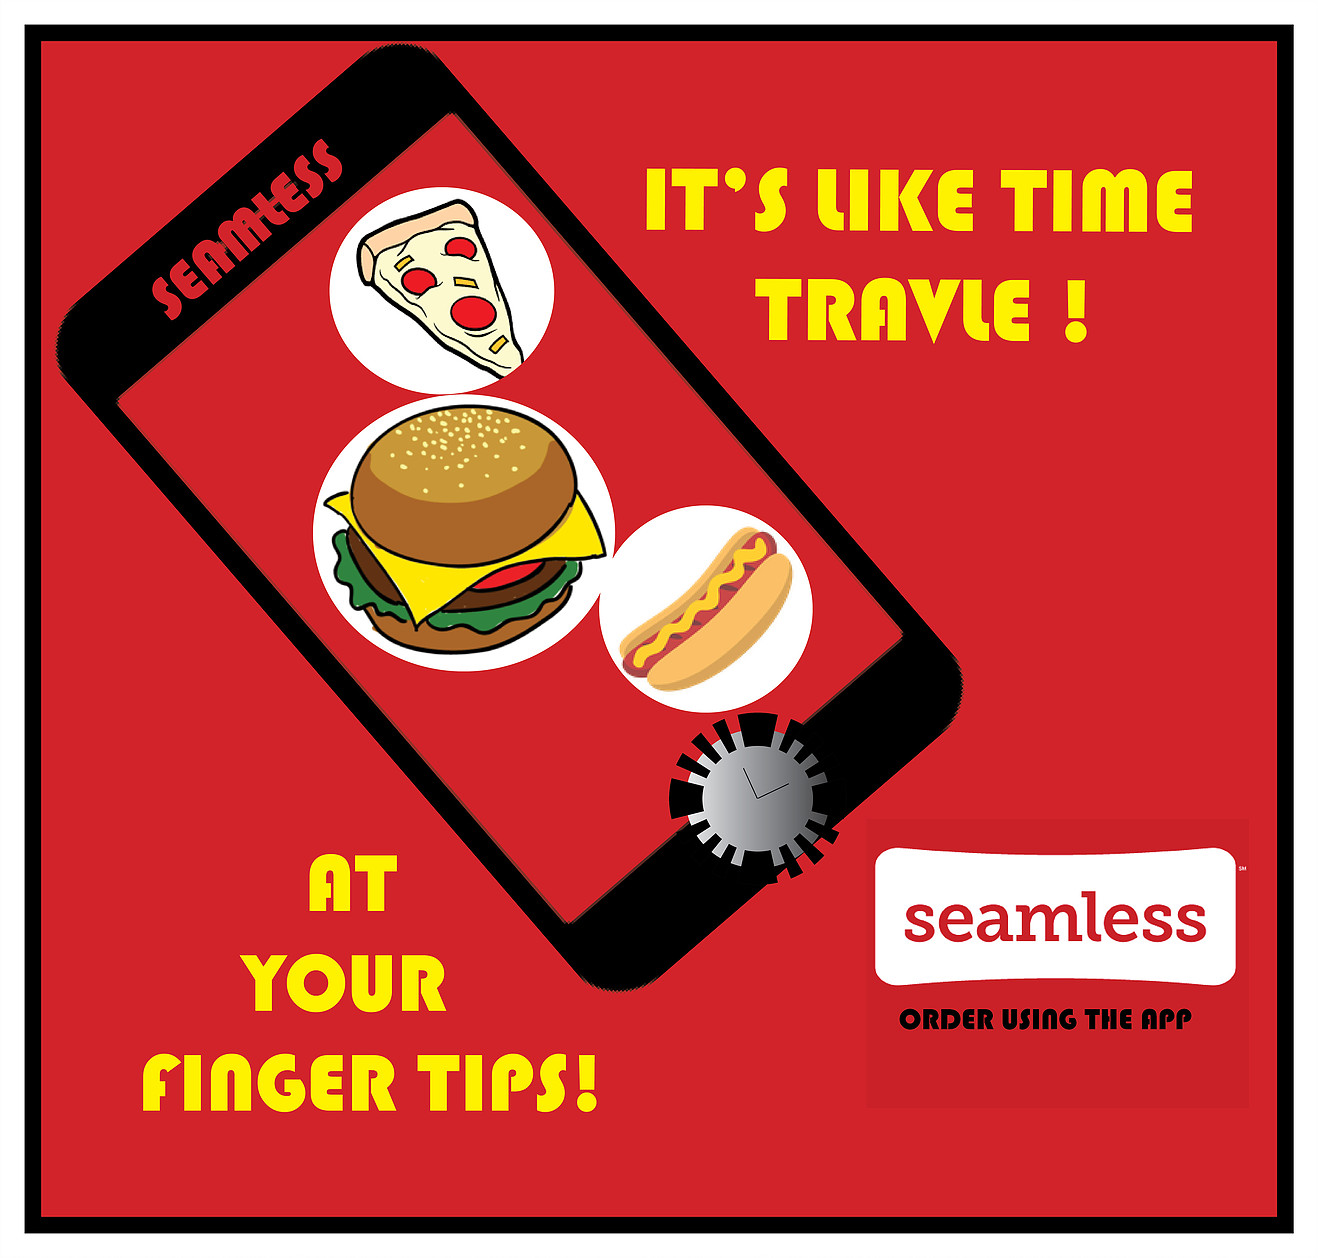 SEAMLESS
IT'S LIKE TIME
TRAVLE !
AT
YOUR
FINGER TIPS!
seamless
SM
ORDER USING THE APP